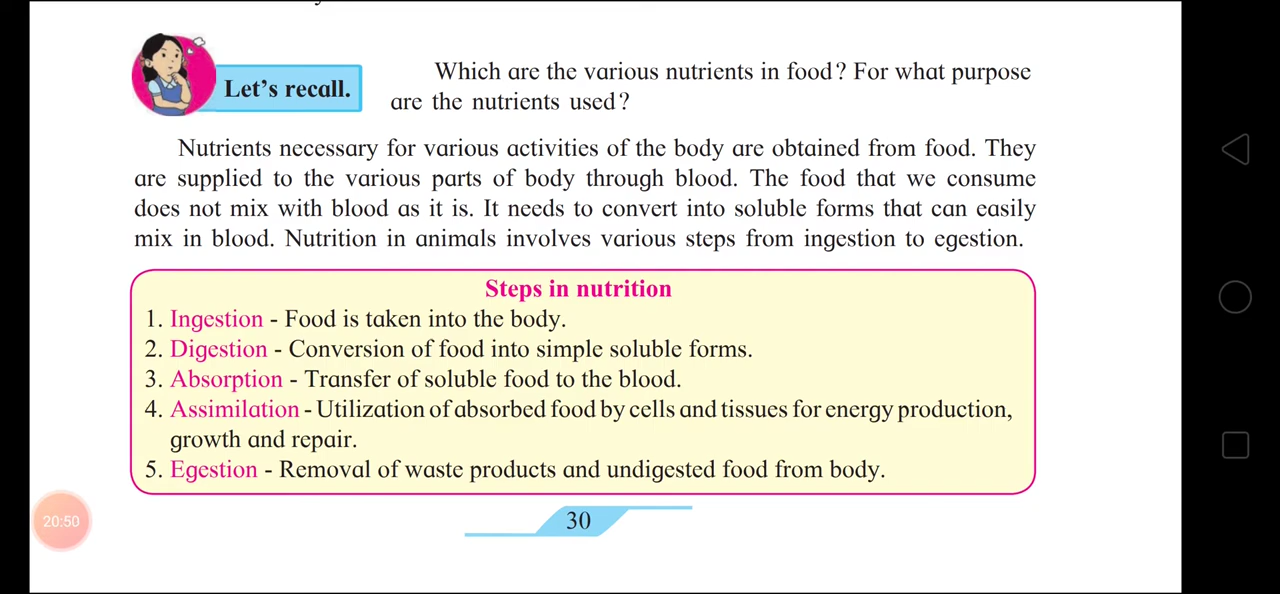 Let's recall.
Which are the various nutrients in food? For what purpose
are the nutrients used?
Nutrients necessary for various activities of the body are obtained from food. They
are supplied to the various parts of body through blood. The food that we consume
does not mix with blood as it is. It needs to convert into soluble forms that can easily
mix in blood. Nutrition in animals involves various steps from ingestion to egestion.
Steps in nutrition
1. Ingestion - Food is taken into the body.
2. Digestion - Conversion of food into simple soluble forms.
3. Absorption - Transfer of soluble food to the blood.
4. Assimilation - Utilization of absorbed food by cells and tissues for energy production,
growth and repair.
5. Egestion - Removal of waste products and undigested food from body.
20:50
30